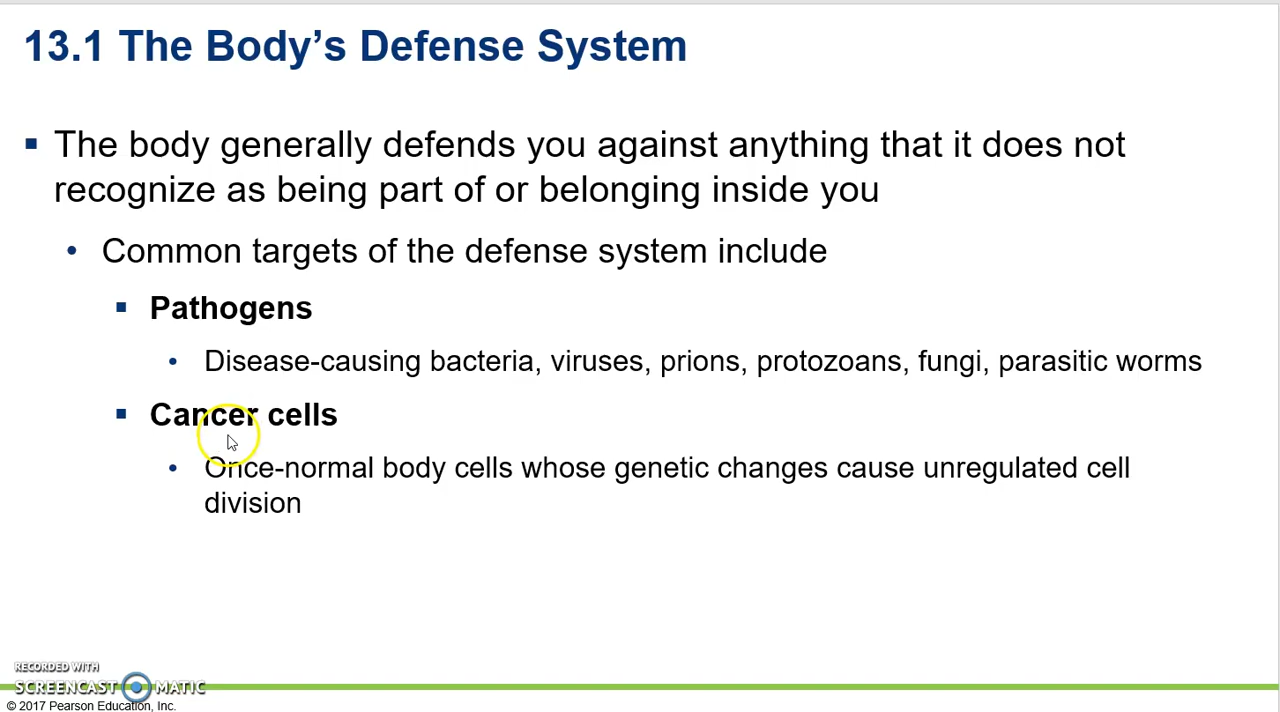 13.1 The Body’s Defense System
▪ The body generally defends you against anything that it does not
recognize as being part of or belonging inside you
• Common targets of the defense system include
▪ Pathogens
• Disease-causing bacteria, viruses, prions, protozoans, fungi, parasitic worms
▪ Cancer cells
• Once-normal body cells whose genetic changes cause unregulated cell
division
RECORDED WITH
SCREENCAST MATIC
© 2017 Pearson Education, Inc.